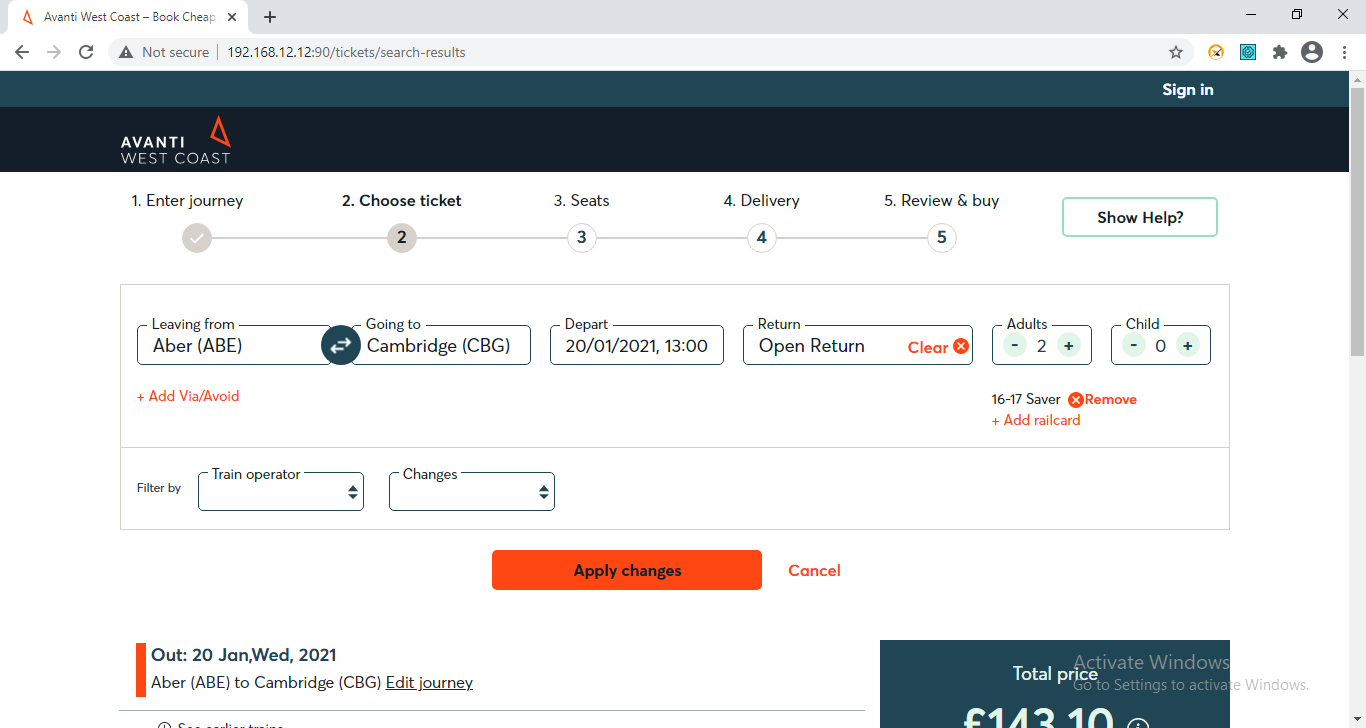 Avanti West Coast – Book Cheap
Not secure
192.168.12.12:90/tickets/search-results
Sign in
AVANTI
WEST COAST
1. Enter journey
2. Choose ticket
3. Seats
4. Delivery
5. Review & buy
2
3
4
5
Show Help?
Leaving from
Aber (ABE)
Going to
Cambridge (CBG)
Depart
20/01/2021, 13:00
Return
Open Return
Clear
Adults
- 2 +
Child
- 0 +
+ Add Via/Avoid
16-17 Saver Remove
+ Add railcard
Filter by
Train operator
Changes
Apply changes
Cancel
Out: 20 Jan,Wed, 2021
Aber (ABE) to Cambridge (CBG) Edit journey
See earlier trains
Total price
£143.10
Activate Windows
Go to Settings to activate Windows.